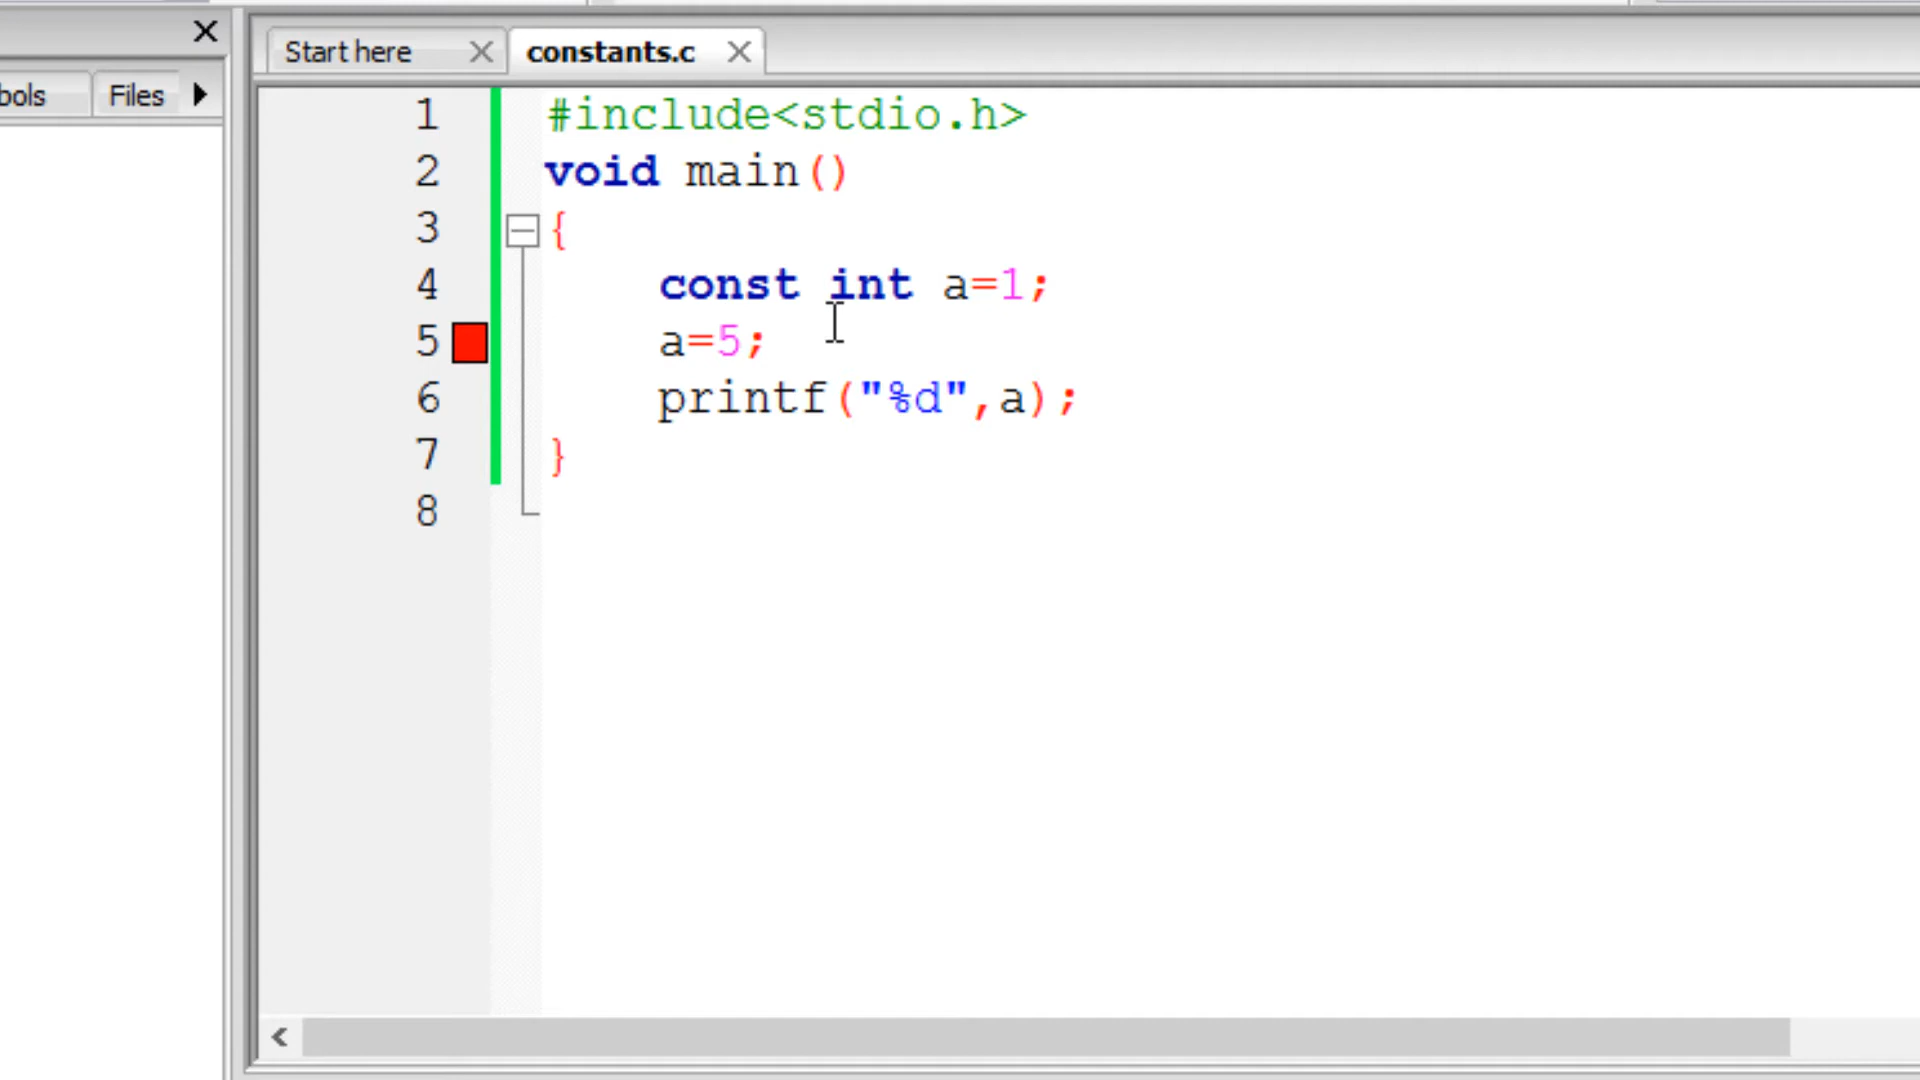 Start here
constants.c
bols
Files
1 #include<stdio.h>
2 void main()
3 {
4 const int a=1;
5 a=5;
6 printf("%d",a);
7 }
8